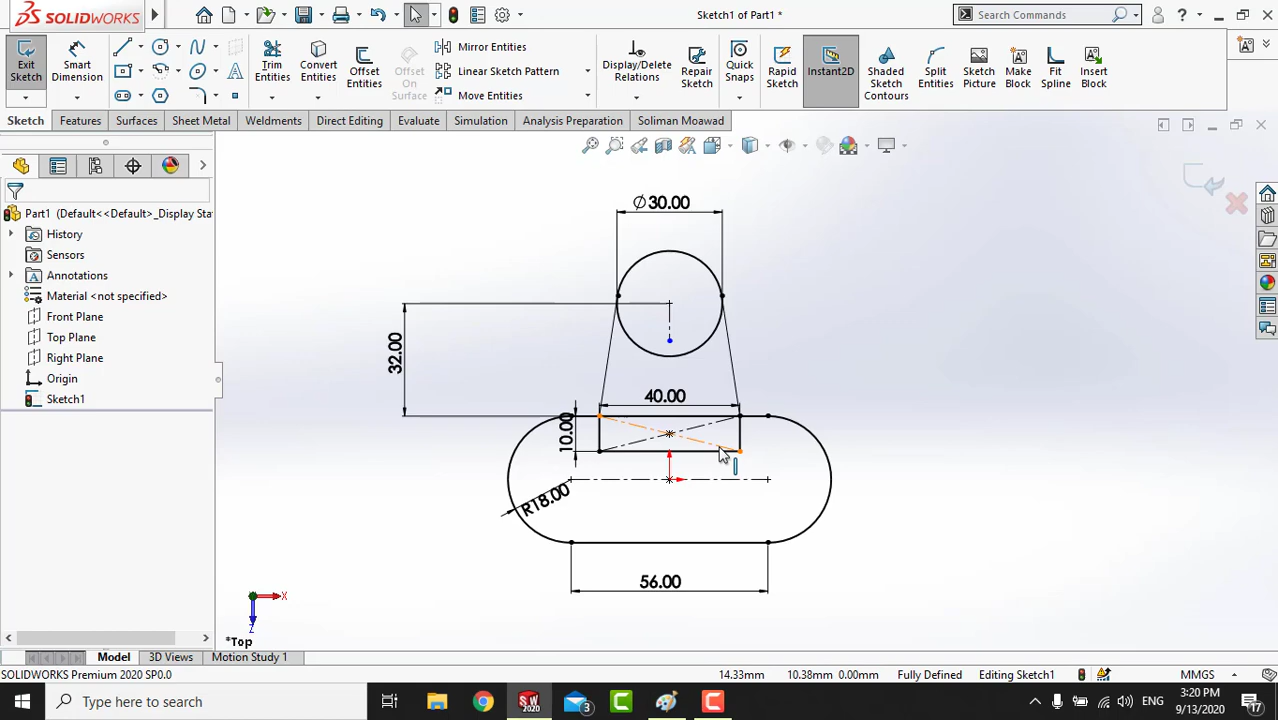 SOLIDWORKS
Sketch1 of Part1 *
Search Commands
Exit Sketch
Smart Dimension
Trim Entities
Convert Entities
Offset Entities
Offset On Surface
Mirror Entities
Linear Sketch Pattern
Move Entities
Display/Delete Relations
Repair Sketch
Quick Snaps
Rapid Sketch
Instant2D
Shaded Sketch Contours
Split Entities
Sketch Picture
Make Block
Fit Spline
Insert Block
Sketch
Features
Surfaces
Sheet Metal
Weldments
Direct Editing
Evaluate
Simulation
Analysis Preparation
Soliman Moawad
Part1 (Default<<Default>_Display Sta
History
Sensors
Annotations
Material <not specified>
Front Plane
Top Plane
Right Plane
Origin
Sketch1
∅30.00
32.00
40.00
10.00
R18.00
56.00
X
Z
*Top
Model
3D Views
Motion Study 1
SOLIDWORKS Premium 2020 SP0.0
14.33mm
10.38mm
0.00mm
Fully Defined
Editing Sketch1
MMGS
Type here to search
SW
2020
3
ENG
3:20 PM
9/13/2020
17